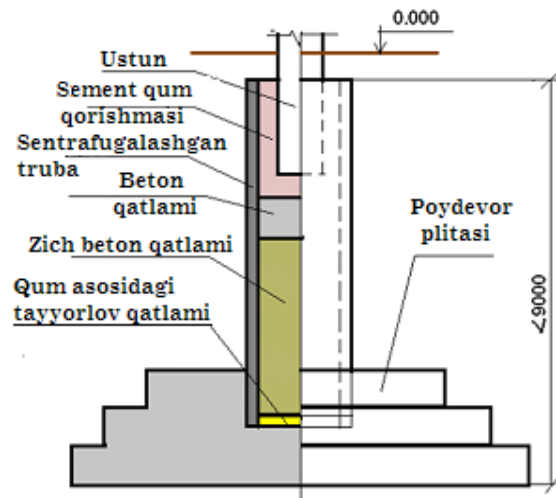 0.000
Ustun
Sement qum
qorishmasi
Sentrafugalashgan
truba
Beton
qatlami
Poydevor
plitasi
Zich beton qatlami
Qum asosidagi
tayyorlov qatlami
<9000